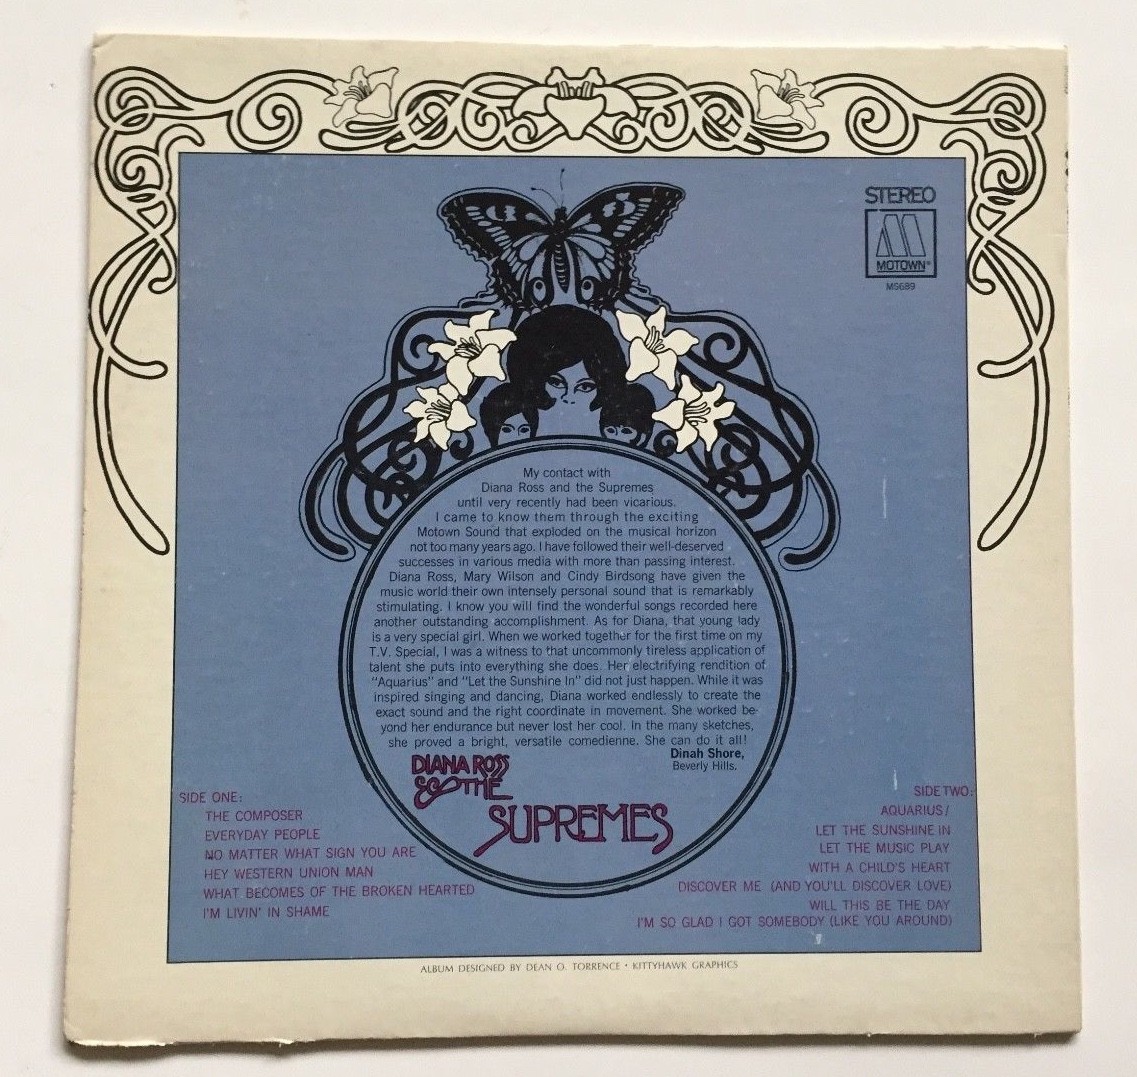 STEREO
MOTOWN®
MS689
My contact with
Diana Ross and the Supremes
until very recently had been vicarious.
I came to know them through the exciting
Motown Sound that exploded on the musical horizon
not too many years ago. I have followed their well-deserved
successes in various media with more than passing interest.
Diana Ross, Mary Wilson and Cindy Birdsong have given the
music world their own intensely personal sound that is remarkably
stimulating. I know you will find the wonderful songs recorded here
another outstanding accomplishment. As for Diana, that young lady
is a very special girl. When we worked together for the first time on my
T.V. Special, I was a witness to that uncommonly tireless application of
talent she puts into everything she does. Her electrifying rendition of
"Aquarius" and "Let the Sunshine In" did not just happen. While it was
inspired singing and dancing, Diana worked endlessly to create the
exact sound and the right coordinate in movement. She worked be-
yond her endurance but never lost her cool. In the many sketches,
she proved a bright, versatile comedienne. She can do it all!
Dinah Shore,
Beverly Hills.
DIANA ROSS
& THE
SUPREMES
SIDE ONE:
THE COMPOSER
EVERYDAY PEOPLE
NO MATTER WHAT SIGN YOU ARE
HEY WESTERN UNION MAN
WHAT BECOMES OF THE BROKEN HEARTED
I'M LIVIN' IN SHAME
SIDE TWO:
AQUARIUS/
LET THE SUNSHINE IN
LET THE MUSIC PLAY
WITH A CHILD'S HEART
DISCOVER ME (AND YOU'LL DISCOVER LOVE)
WILL THIS BE THE DAY
I'M SO GLAD I GOT SOMEBODY (LIKE YOU AROUND)
ALBUM DESIGNED BY DEAN O. TORRENCE • KITTYHAWK GRAPHICS